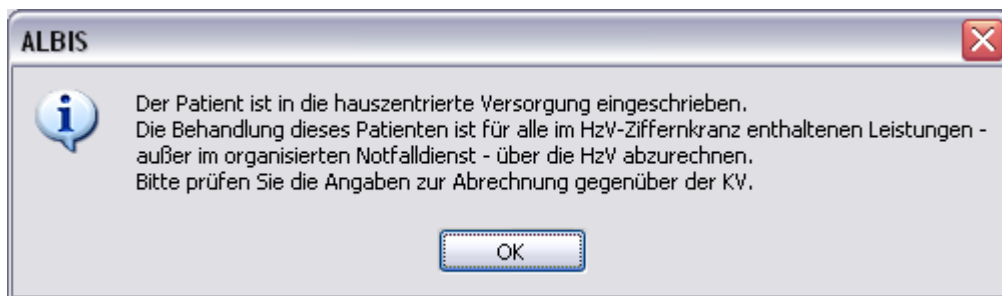 ALBIS
Der Patient ist in die hauszentrierte Versorgung eingeschrieben.
Die Behandlung dieses Patienten ist für alle im HzV-Ziffernkranz enthaltenen Leistungen -
außer im organisierten Notfalldienst - über die HzV abzurechnen.
Bitte prüfen Sie die Angaben zur Abrechnung gegenüber der KV.
OK